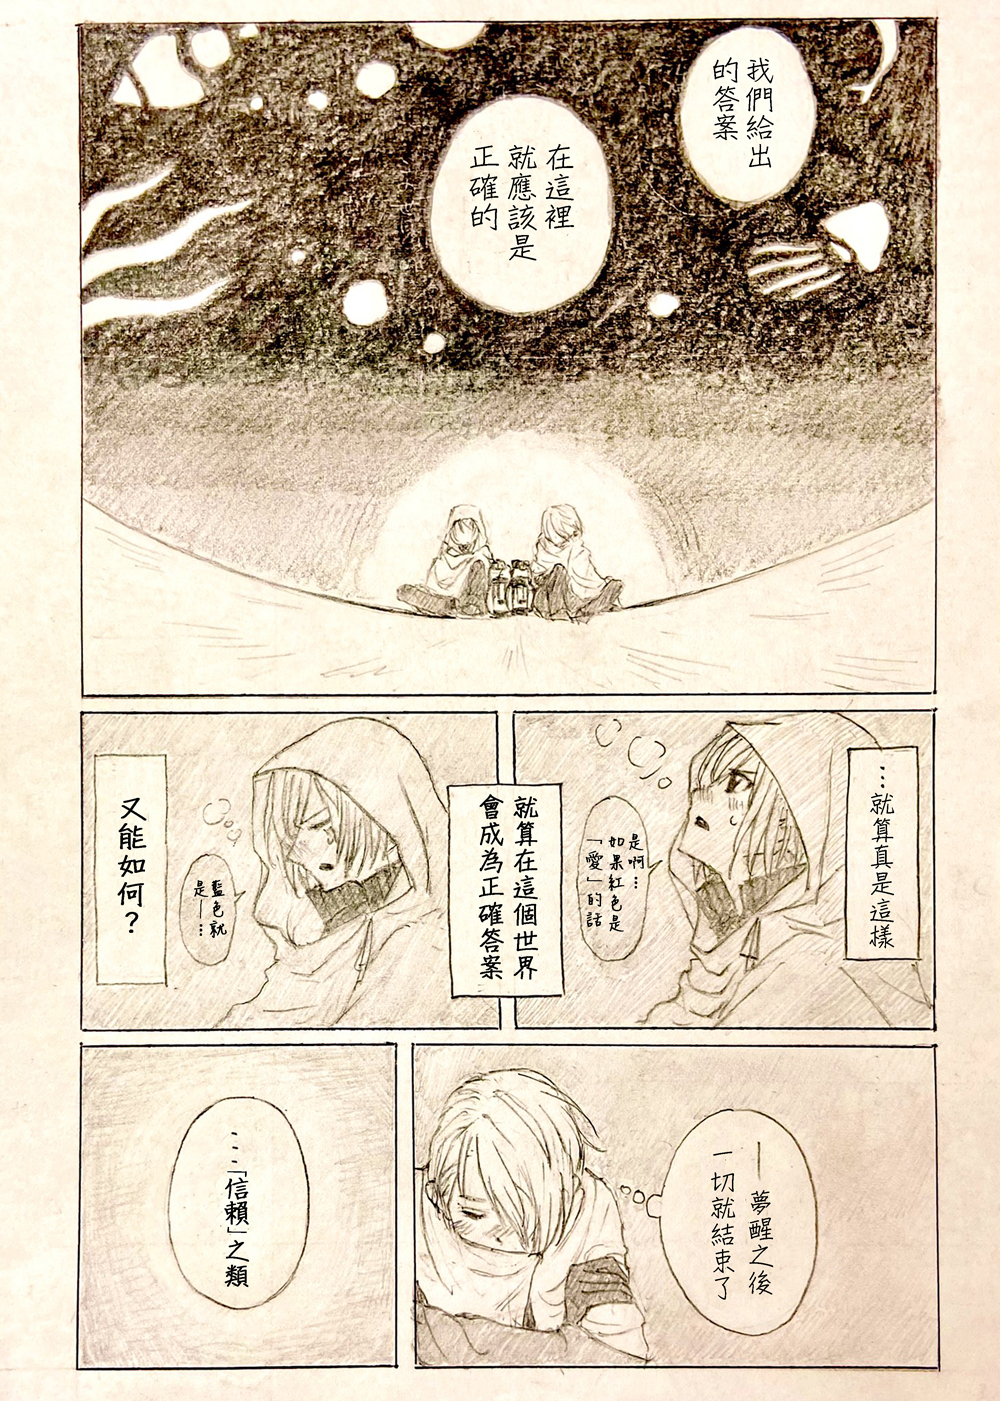 我們給出
的答案
在這裡
就應該是
正確的
…就算真是這樣
是啊…
如果紅色是
「愛」的話
就算在這個世界
會成為正確答案
藍色就
是—…
又能如何？
—夢醒之後
一切就結束了
…「信賴」之類